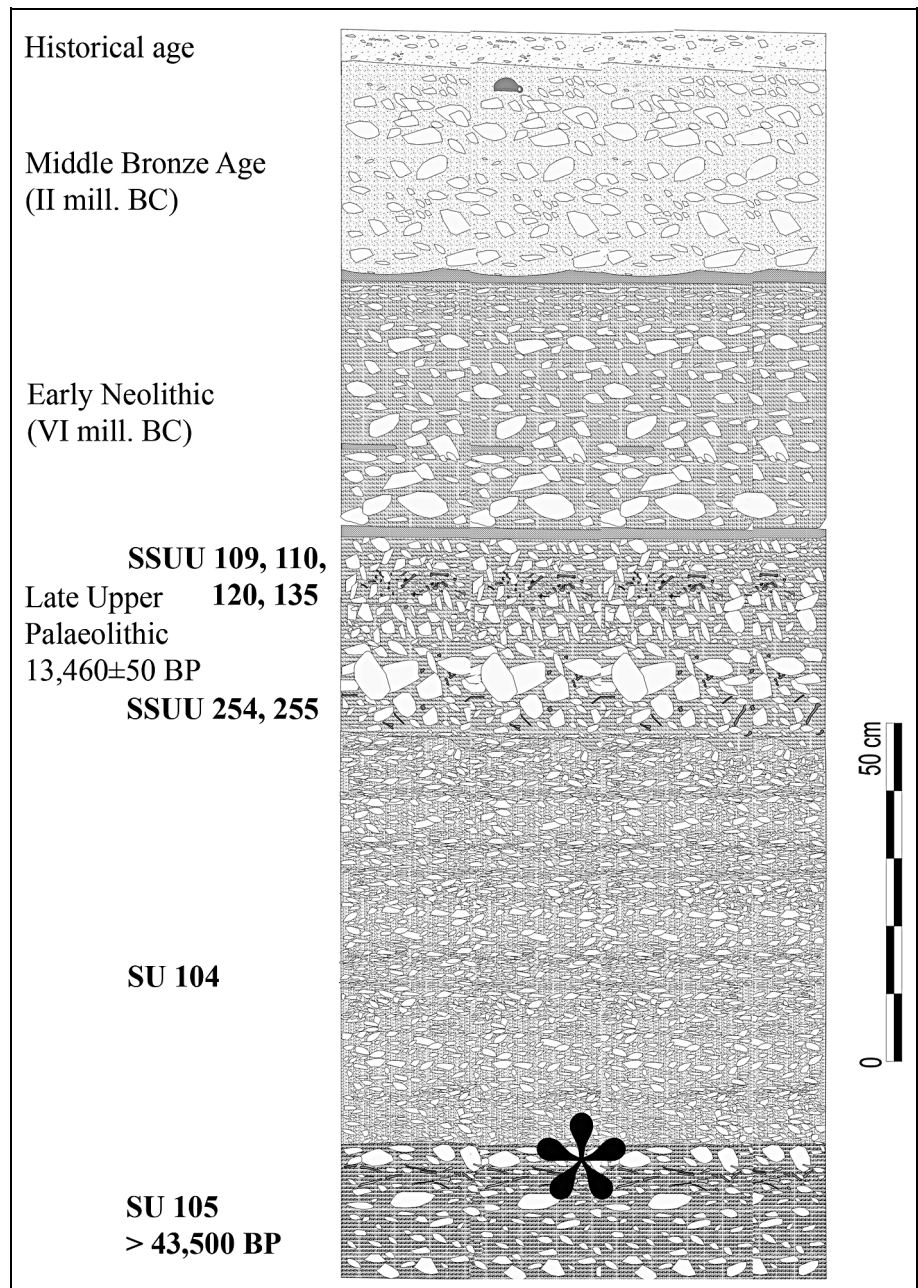 Historical age
Middle Bronze Age
(II mill. BC)
Early Neolithic
(VI mill. BC)
SSUU 109, 110,
Late Upper 120, 135
Palaeolithic
13,460±50 BP
SSUU 254, 255
50 cm
SU 104
0
SU 105
> 43,500 BP